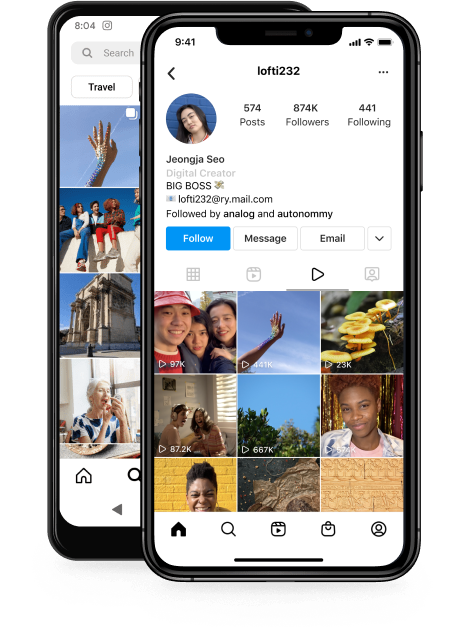 8:04
Search
Travel
9:41
lofti232
574 874K 441
Posts Followers Following
Jeongja Seo
Digital Creator
BIG BOSS 💸
📧 lofti232@ry.mail.com
Followed by analog and autonommy
Follow Message Email
97K 441K 23K
87.2K 667K